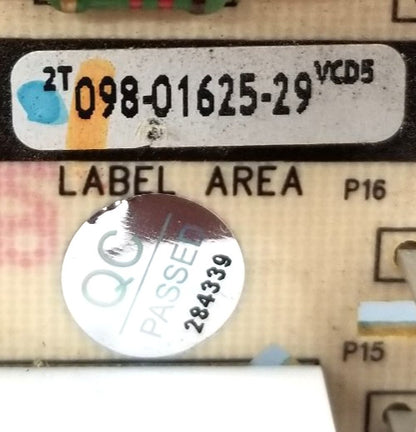 2T098-01625-29VCD5
LABEL AREA
P16
QC
PASSED
284339
P15